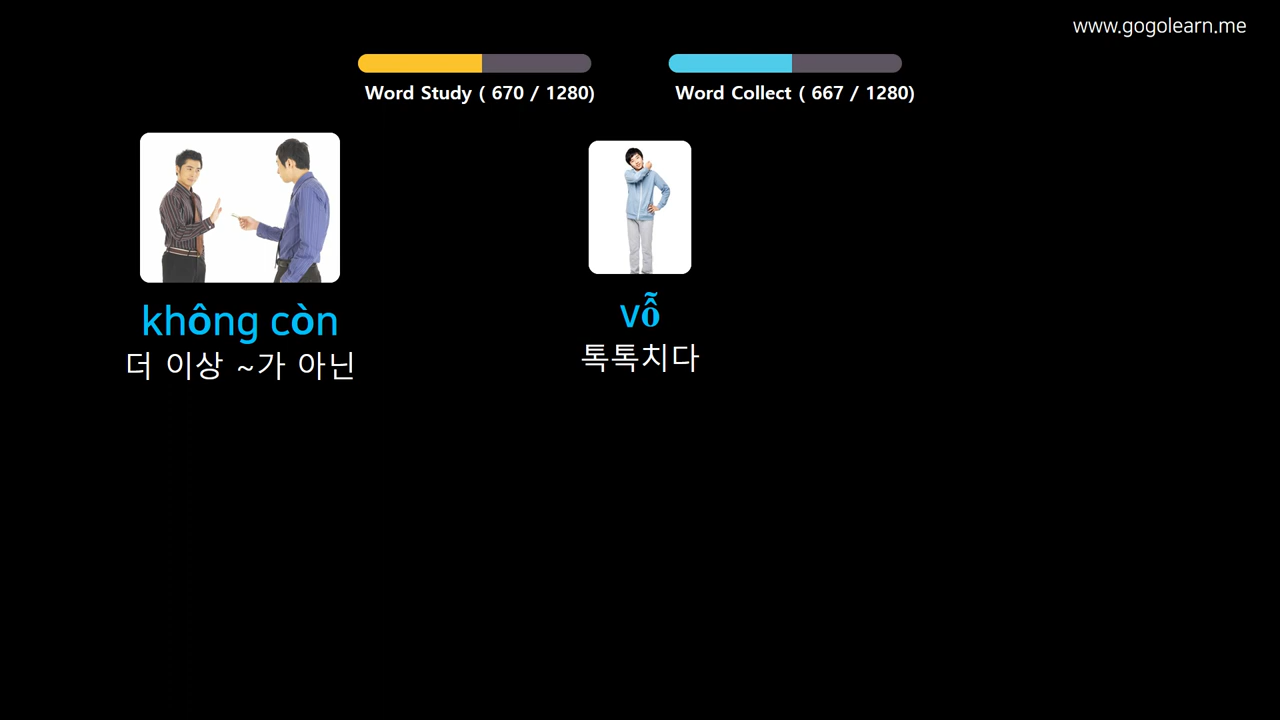 www.gogolearn.me
Word Study ( 670 / 1280)
Word Collect ( 667 / 1280)
không còn
더 이상 ~가 아닌
vỗ
톡톡치다